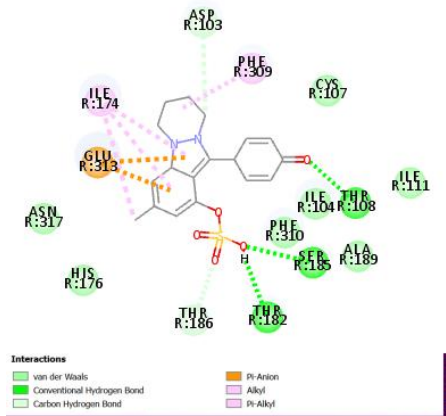 ASP
R:103
PHE
R:309
CYS
R:107
ILE
R:174
GLU
R:313
N
N
O
ILE
R:111
ILE
R:104
THR
R:108
ASN
R:317
O
PHE
R:310
SER
R:185
ALA
R:189
O
S
O
O
H
HIS
R:176
THR
R:186
THR
R:182
Interactions
van der Waals
Conventional Hydrogen Bond
Carbon Hydrogen Bond
Pi-Anion
Alkyl
Pi-Alkyl